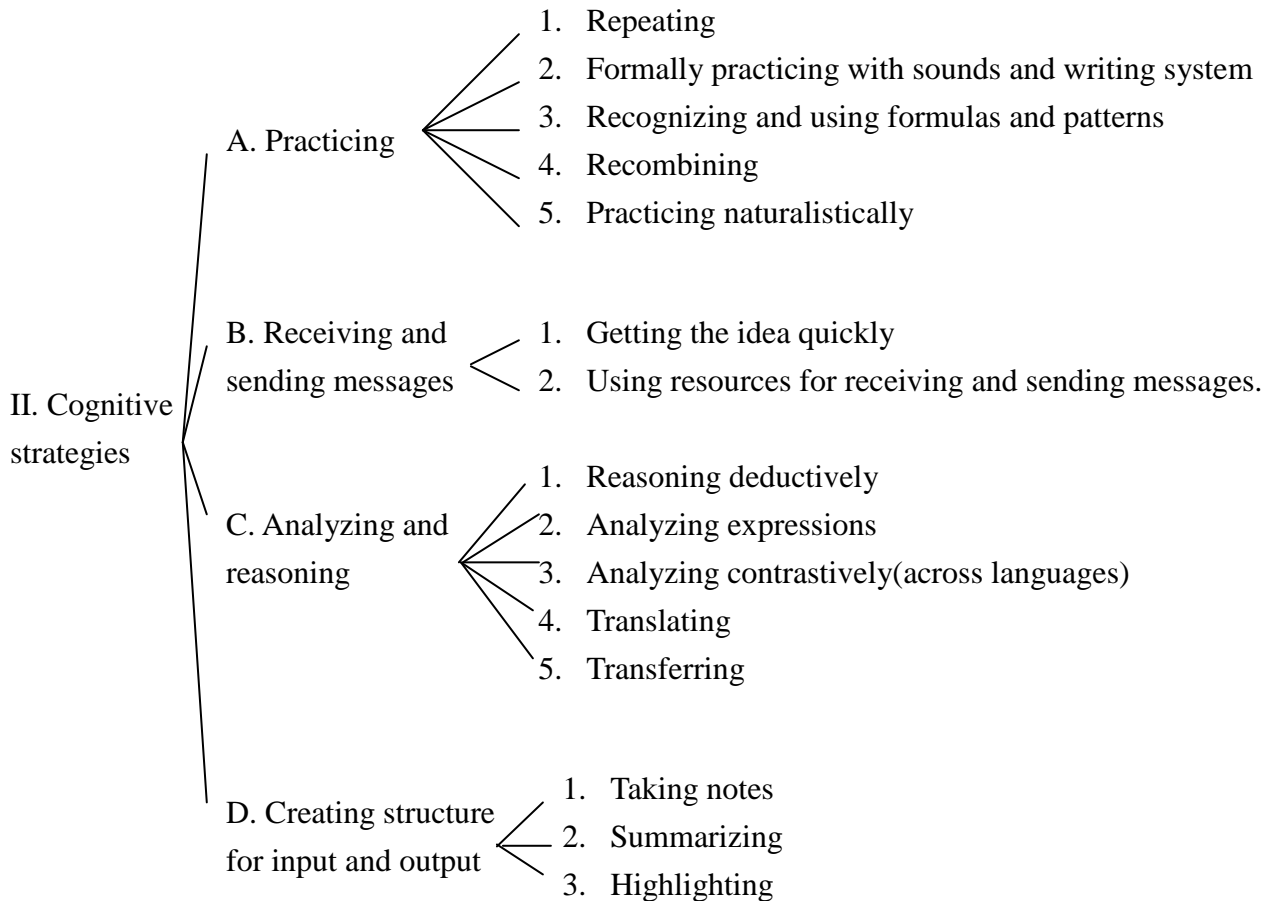 1. Repeating
2. Formally practicing with sounds and writing system
A. Practicing
3. Recognizing and using formulas and patterns
4. Recombining
5. Practicing naturalistically
B. Receiving and
sending messages
1. Getting the idea quickly
2. Using resources for receiving and sending messages.
II. Cognitive
strategies
C. Analyzing and
reasoning
1. Reasoning deductively
2. Analyzing expressions
3. Analyzing contrastively(across languages)
4. Translating
5. Transferring
D. Creating structure
for input and output
1. Taking notes
2. Summarizing
3. Highlighting